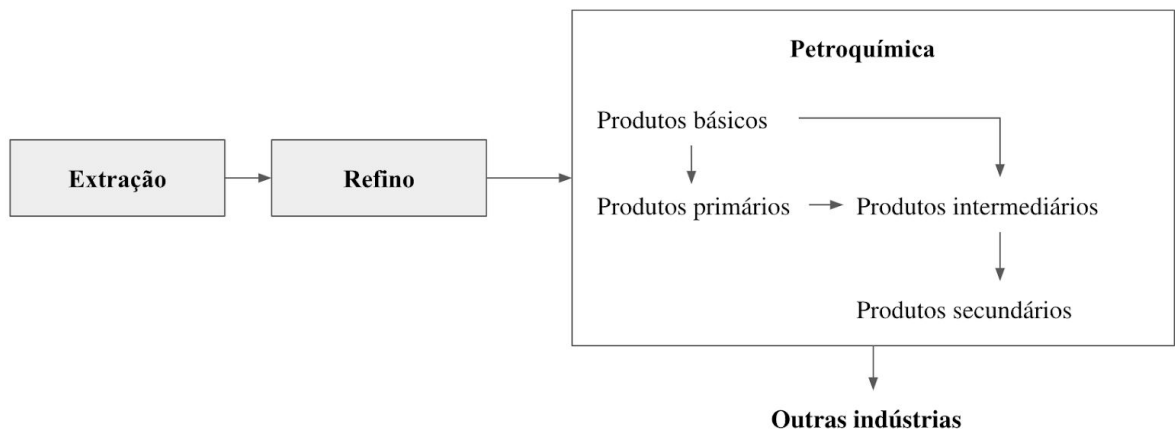 Petroquímica
Produtos básicos
Extração
Refino
Produtos primários
Produtos intermediários
Produtos secundários
Outras indústrias